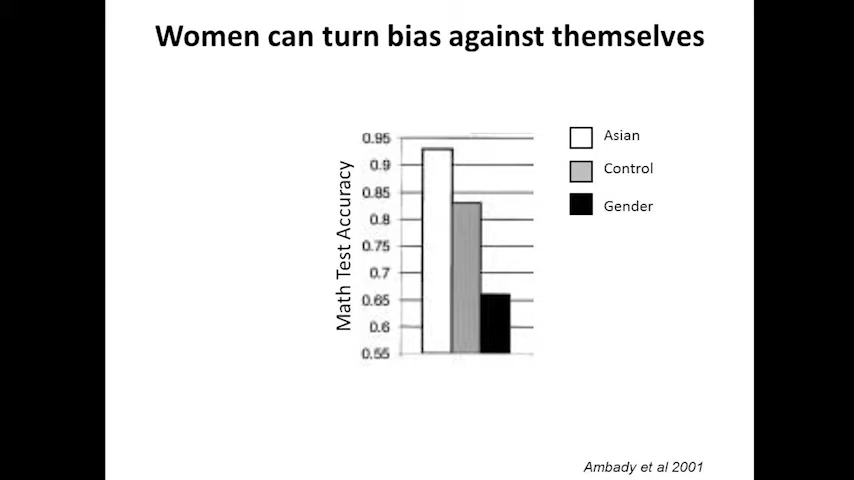 Women can turn bias against themselves
Math Test Accuracy
0.95
0.9
0.85
0.8
0.75
0.7
0.65
0.6
0.55
Asian
Control
Gender
Ambady et al 2001